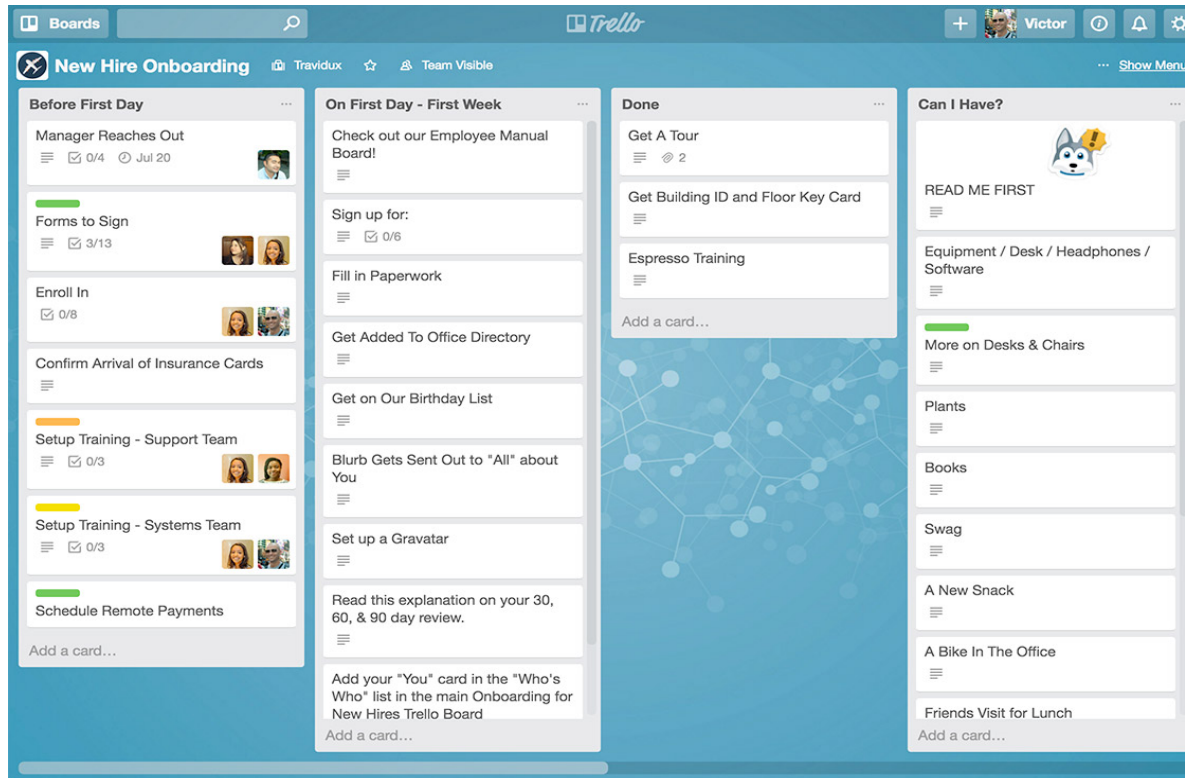 Boards
Trello
Victor
New Hire Onboarding
Travidux
Team Visible
... Show Menu
Before First Day
Manager Reaches Out
0/4 Jul 20
Forms to Sign
3/13
Enroll In
0/8
Confirm Arrival of Insurance Cards
Setup Training - Support Team
0/3
Setup Training - Systems Team
0/3
Schedule Remote Payments
Add a card...
On First Day - First Week
Check out our Employee Manual
Board!
Sign up for:
0/6
Fill in Paperwork
Get Added To Office Directory
Get on Our Birthday List
Blurb Gets Sent Out to "All" about
You
Set up a Gravatar
Read this explanation on your 30,
60, & 90 day review.
Add your "You" card in the "Who's
Who" list in the main Onboarding for
New Hires Trello Board
Add a card...
Done
Get A Tour
2
Get Building ID and Floor Key Card
Espresso Training
Add a card...
Can I Have?
READ ME FIRST
Equipment / Desk / Headphones /
Software
More on Desks & Chairs
Plants
Books
Swag
A New Snack
A Bike In The Office
Friends Visit for Lunch
Add a card...